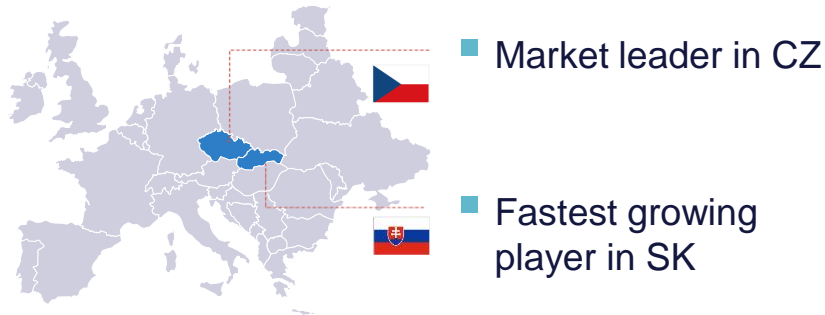 Market leader in CZ
Fastest growing
player in SK